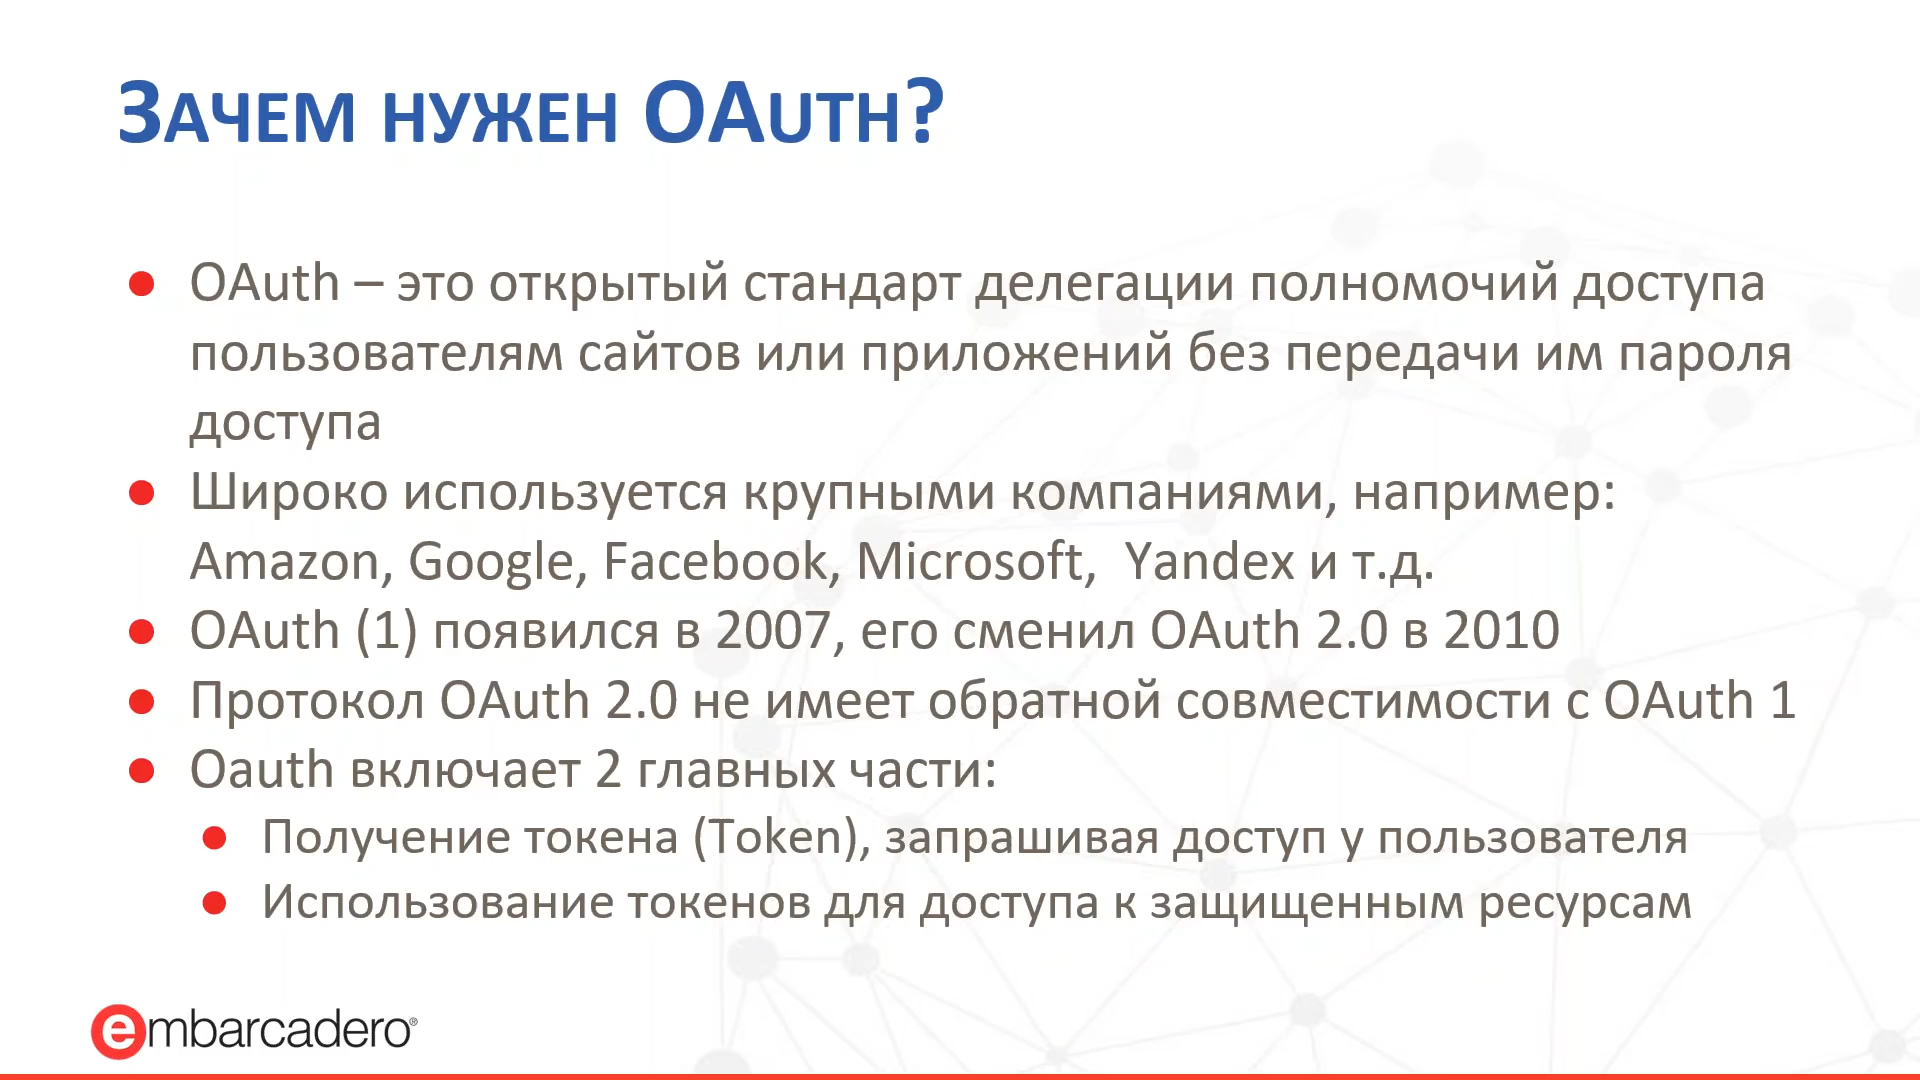 Зачем нужен OAuth?
OAuth – это открытый стандарт делегации полномочий доступа
пользователям сайтов или приложений без передачи им пароля
доступа
Широко используется крупными компаниями, например:
Amazon, Google, Facebook, Microsoft,  Yandex и т.д.
OAuth (1) появился в 2007, его сменил OAuth 2.0 в 2010
Протокол OAuth 2.0 не имеет обратной совместимости с OAuth 1
Oauth включает 2 главных части:
Получение токена (Token), запрашивая доступ у пользователя
Использование токенов для доступа к защищенным ресурсам
embarcadero®